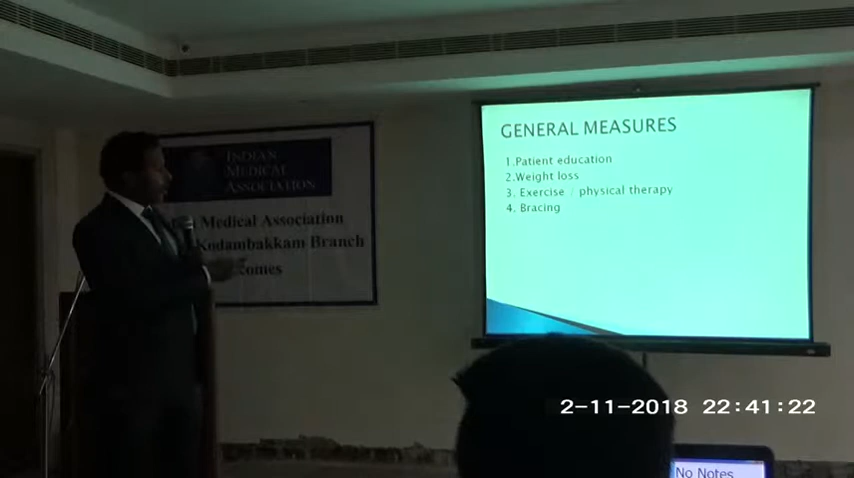 INDIAN
MEDICAL
ASSOCIATION
Medical Association
Kodambakkam Branch
GENERAL MEASURES
1.Patient education
2.Weight loss
3. Exercise / physical therapy
4. Bracing
2-11-2018 22:41:22
No Notes